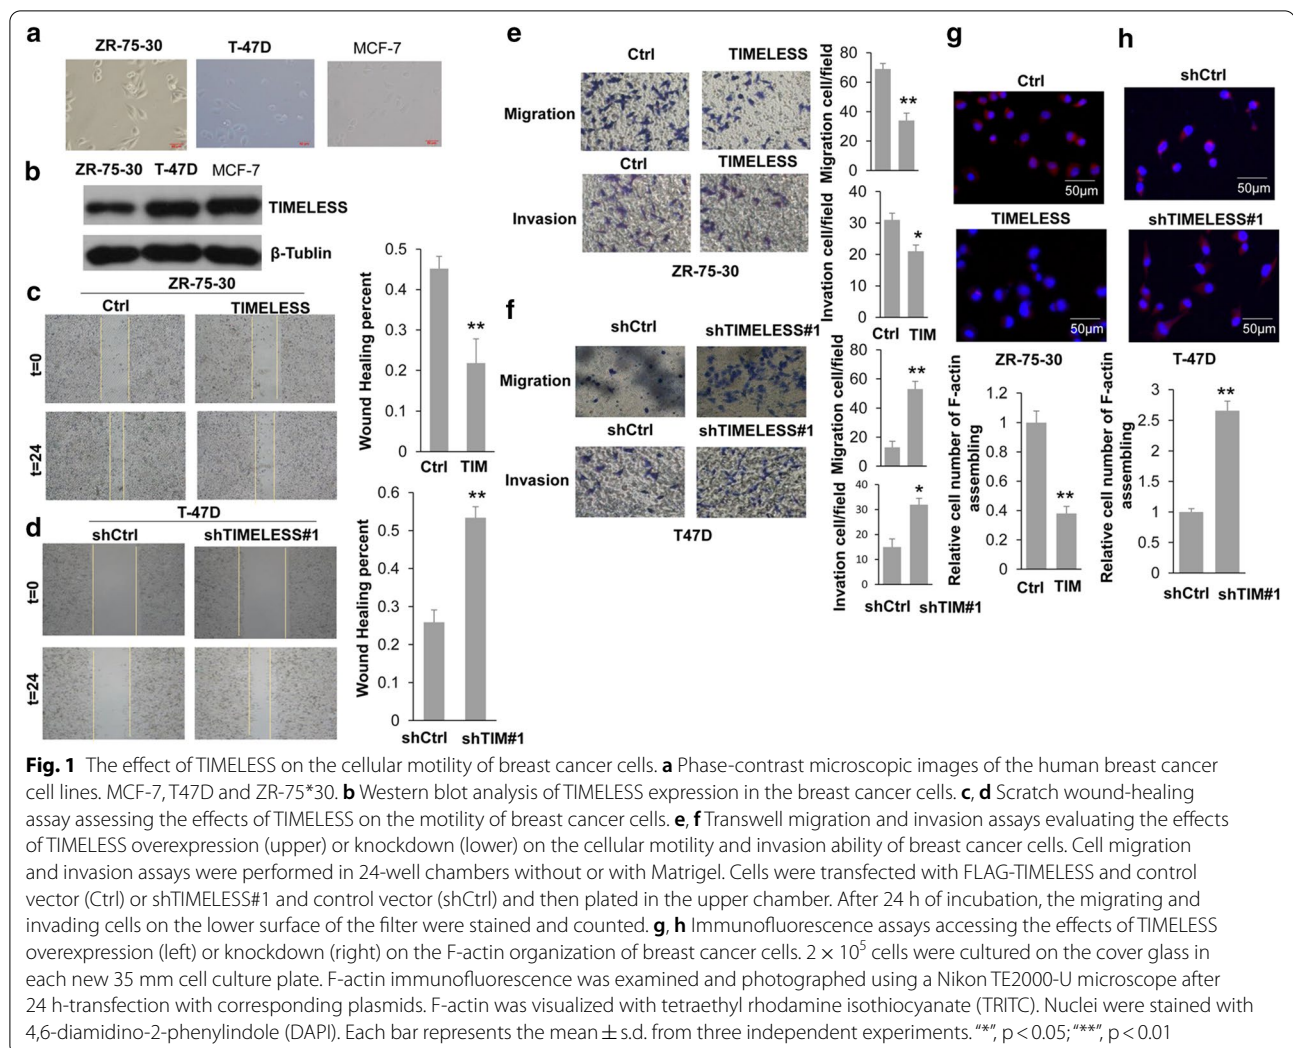 a
ZR-75-30
T-47D
MCF-7
b
ZR-75-30 T-47D MCF-7
TIMELESS
β-Tublin
c
ZR-75-30
Ctrl
TIMELESS
t=0
t=24
Wound Healing percent
0.5
0.4
0.3
0.2
0.1
0
**
Ctrl TIM
d
T-47D
shCtrl
shTIMELESS#1
t=0
t=24
Wound Healing percent
0.6
0.5
0.4
0.3
0.2
0.1
0
**
shCtrl shTIM#1
e
Ctrl
TIMELESS
Migration
Ctrl
TIMELESS
Invasion
ZR-75-30
Migration cell/field
80
60
40
20
0
**
Invation cell/field
40
30
20
10
0
*
Ctrl TIM
f
shCtrl
shTIMELESS#1
Migration
shCtrl
shTIMELESS#1
Invasion
T47D
Migration cell/field
80
60
40
20
0
**
Invation cell/field
40
30
20
10
0
*
shCtrl shTIM#1
g
Ctrl
50µm
TIMELESS
50µm
ZR-75-30
Relative cell number of F-actin
assembling
1.2
1
0.8
0.6
0.4
0.2
0
**
Ctrl TIM
h
shCtrl
50µm
shTIMELESS#1
50µm
T-47D
Relative cell number of F-actin
assembling
3
2.5
2
1.5
1
0.5
0
**
shCtrl shTIM#1
Fig. 1 The effect of TIMELESS on the cellular motility of breast cancer cells. a Phase-contrast microscopic images of the human breast cancer
cell lines. MCF-7, T47D and ZR-75*30. b Western blot analysis of TIMELESS expression in the breast cancer cells. c, d Scratch wound-healing
assay assessing the effects of TIMELESS on the motility of breast cancer cells. e, f Transwell migration and invasion assays evaluating the effects
of TIMELESS overexpression (upper) or knockdown (lower) on the cellular motility and invasion ability of breast cancer cells. Cell migration
and invasion assays were performed in 24-well chambers without or with Matrigel. Cells were transfected with FLAG-TIMELESS and control
vector (Ctrl) or shTIMELESS#1 and control vector (shCtrl) and then plated in the upper chamber. After 24 h of incubation, the migrating and
invading cells on the lower surface of the filter were stained and counted. g, h Immunofluorescence assays accessing the effects of TIMELESS
overexpression (left) or knockdown (right) on the F-actin organization of breast cancer cells. 2 × 10⁵ cells were cultured on the cover glass in
each new 35 mm cell culture plate. F-actin immunofluorescence was examined and photographed using a Nikon TE2000-U microscope after
24 h-transfection with corresponding plasmids. F-actin was visualized with tetraethyl rhodamine isothiocyanate (TRITC). Nuclei were stained with
4,6-diamidino-2-phenylindole (DAPI). Each bar represents the mean ± s.d. from three independent experiments. “*”, p < 0.05; “**”, p < 0.01